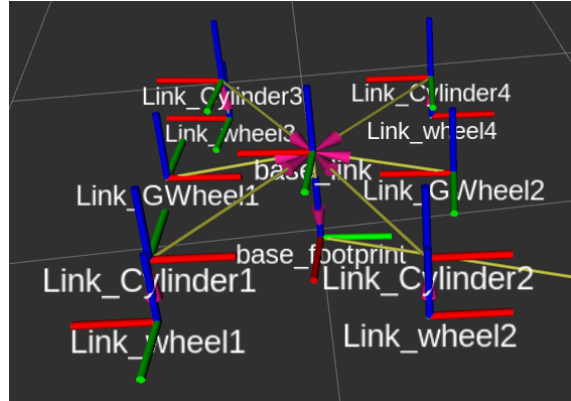 Link_Cylinder3
Link_Cylinder4
Link_wheel3
Link_wheel4
base_link
Link_GWheel1
Link_GWheel2
base_footprint
Link_Cylinder1
Link_Cylinder2
Link_wheel1
Link_wheel2